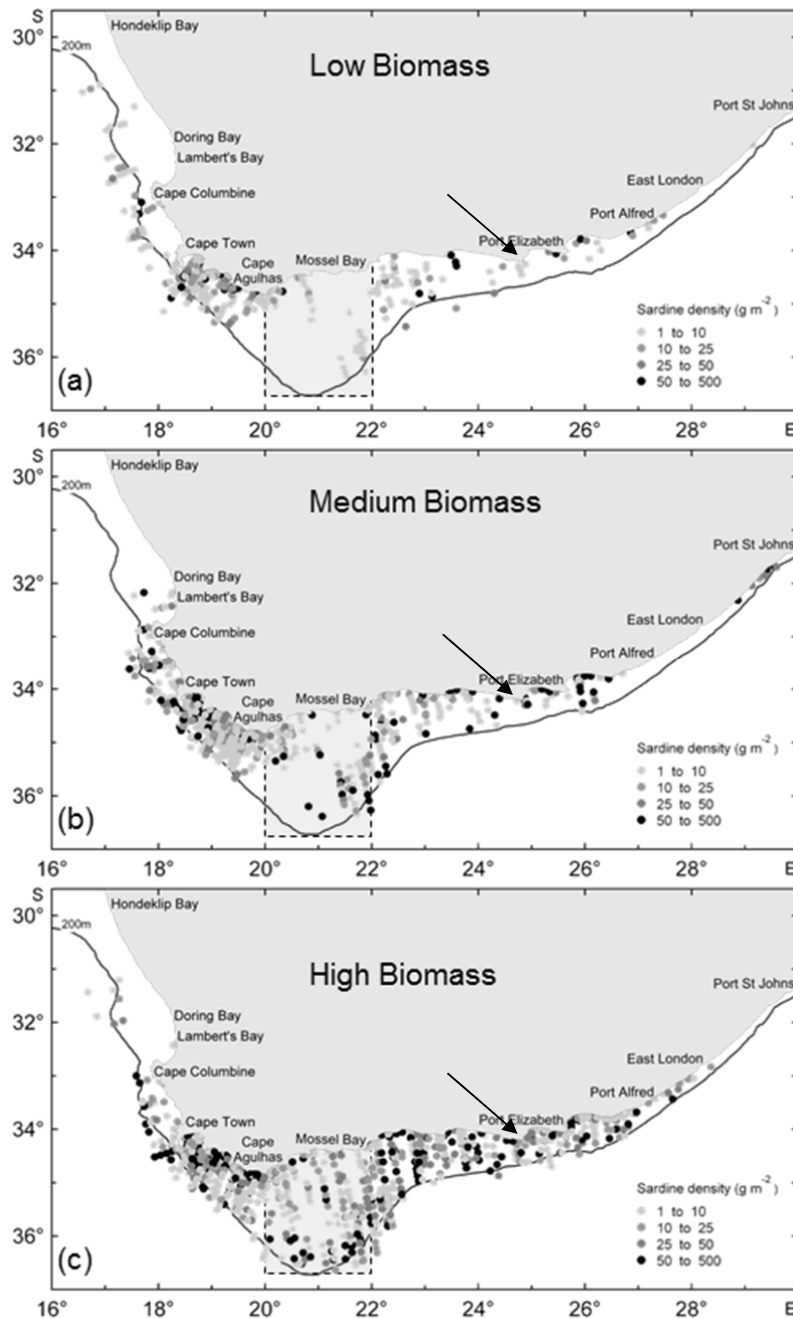 S
Hondeklip Bay
200m
30°
Low Biomass
Port St Johns
Doring Bay
32°
Lambert's Bay
East London
Cape Columbine
Port Alfred
Cape Town
Port Elizabeth
34°
Mossel Bay
Cape
Agulhas
Sardine density (g m⁻²)
1 to 10
10 to 25
25 to 50
50 to 500
36°
(a)
16° 18° 20° 22° 24° 26° 28° E
S
Hondeklip Bay
30°
200m
Medium Biomass
Port St Johns
Doring Bay
32°
Lambert's Bay
East London
Cape Columbine
Port Alfred
Cape Town
Port Elizabeth
34°
Mossel Bay
Cape
Agulhas
Sardine density (g m⁻²)
1 to 10
10 to 25
25 to 50
50 to 500
36°
(b)
16° 18° 20° 22° 24° 26° 28° E
S
Hondeklip Bay
30°
200m
High Biomass
Port St Johns
Doring Bay
32°
Lambert's Bay
East London
Cape Columbine
Port Alfred
Cape Town
Port Elizabeth
34°
Mossel Bay
Cape
Agulhas
Sardine density (g m⁻²)
1 to 10
10 to 25
25 to 50
50 to 500
36°
(c)
16° 18° 20° 22° 24° 26° 28° E